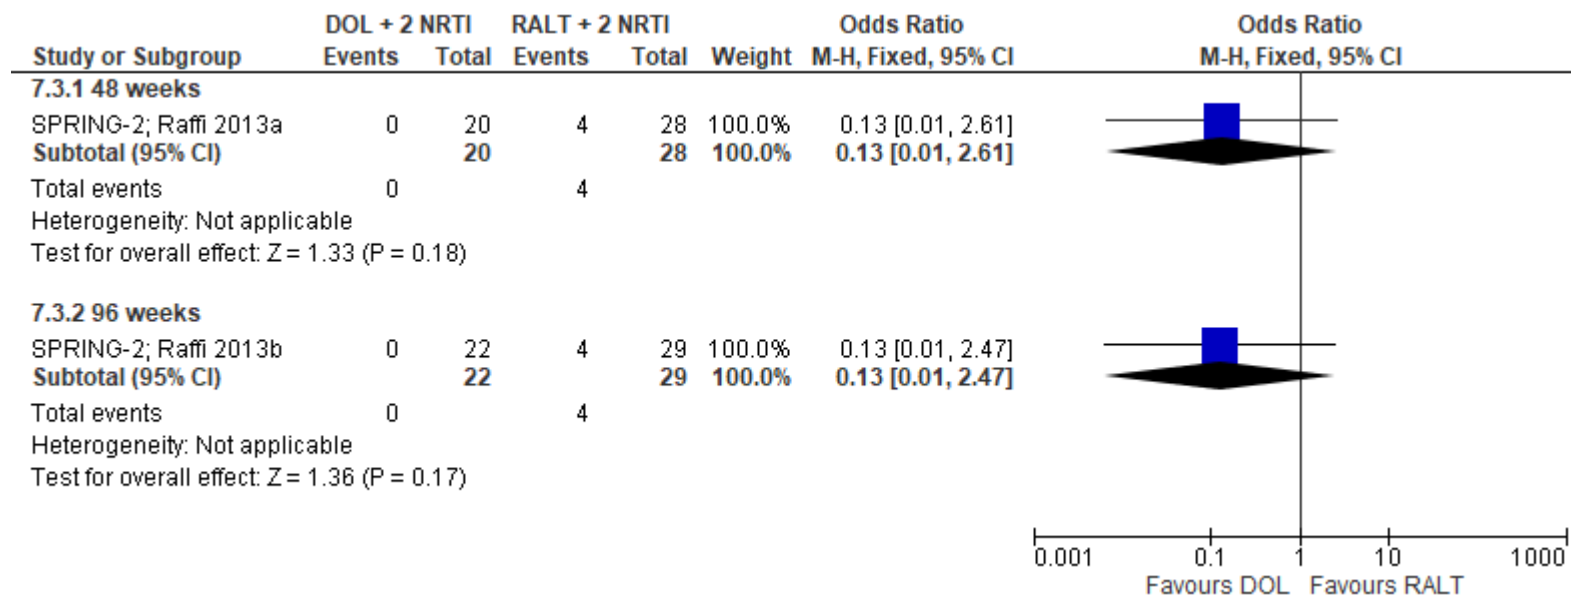 DOL + 2 NRTI RALT + 2 NRTI Odds Ratio Odds Ratio
Study or Subgroup Events Total Events Total Weight M-H, Fixed, 95% CI M-H, Fixed, 95% CI
7.3.1 48 weeks
SPRING-2; Raffi 2013a 0 20 4 28 100.0% 0.13 [0.01, 2.61]
Subtotal (95% CI) 20 28 100.0% 0.13 [0.01, 2.61]
Total events 0 4
Heterogeneity: Not applicable
Test for overall effect: Z = 1.33 (P = 0.18)
7.3.2 96 weeks
SPRING-2; Raffi 2013b 0 22 4 29 100.0% 0.13 [0.01, 2.47]
Subtotal (95% CI) 22 29 100.0% 0.13 [0.01, 2.47]
Total events 0 4
Heterogeneity: Not applicable
Test for overall effect: Z = 1.36 (P = 0.17)
0.001 0.1 1 10 1000
Favours DOL Favours RALT